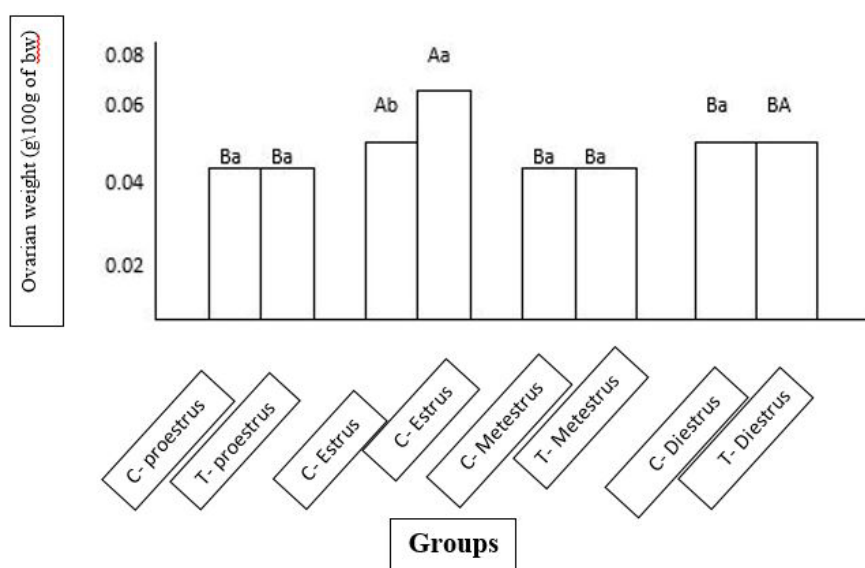 Ovarian weight (g\100g of bw)
0.08
0.06
0.04
0.02
Ba
Ba
Ab
Aa
Ba
Ba
Ba
BA
C- proestrus
T- proestrus
C- Estrus
C- Estrus
C- Metestrus
T- Metestrus
C- Diestrus
T- Diestrus
Groups